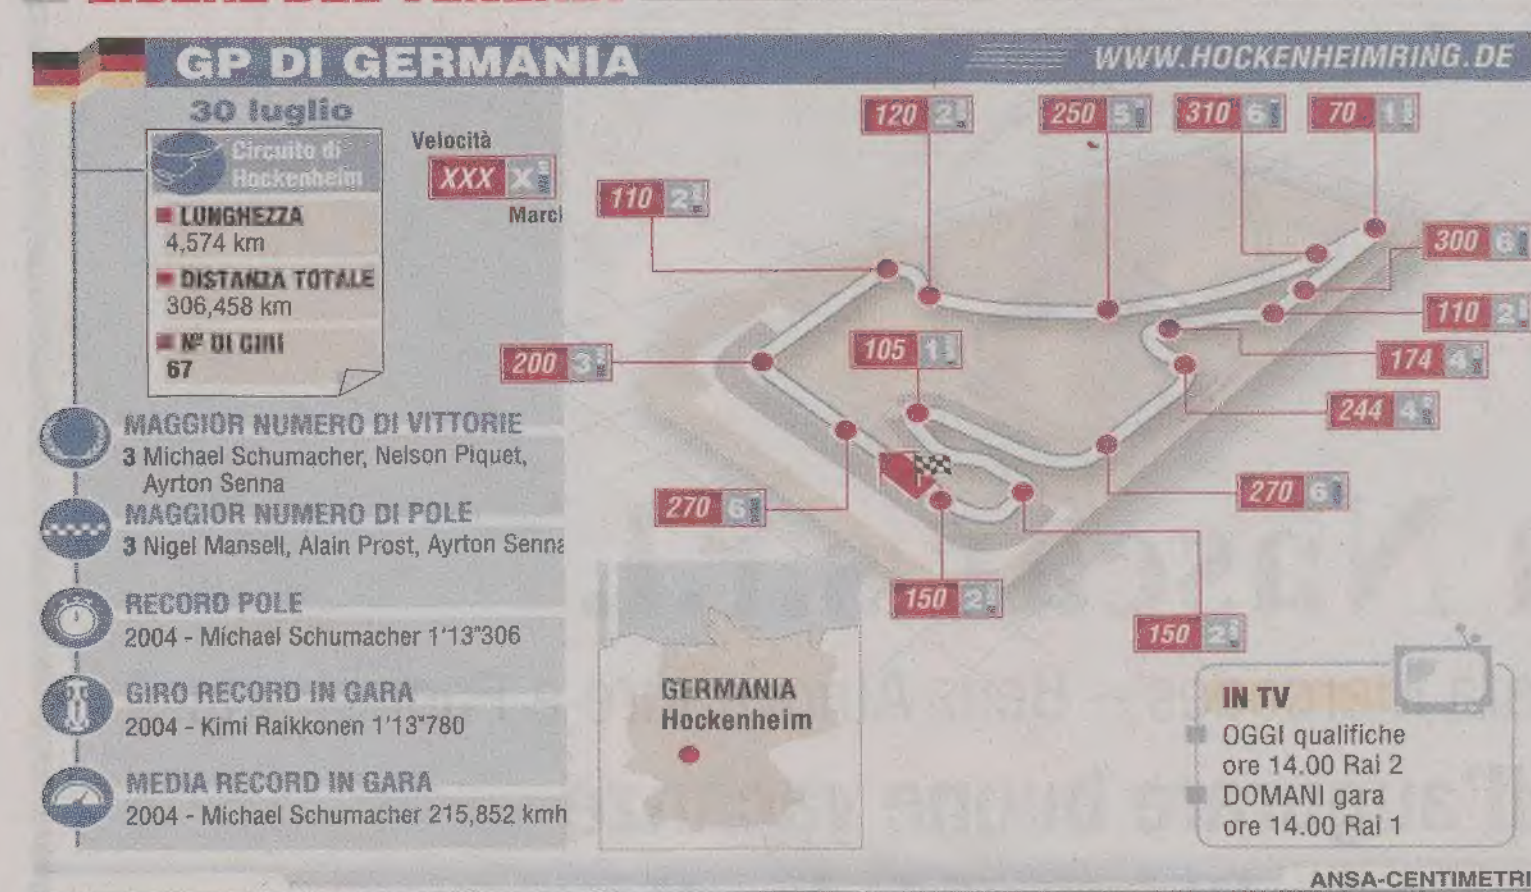 GP DI GERMANIA
WWW.HOCKENHEIMRING.DE
30 luglio
Circuito di
Hockenheim
LUNGHEZZA
4,574 km
DISTANZA TOTALE
306,458 km
Nº DI GIRI
67
Velocità
XXX X
MAGGIOR NUMERO DI VITTORIE
3 Michael Schumacher, Nelson Piquet,
Ayrton Senna
MAGGIOR NUMERO DI POLE
3 Nigel Mansell, Alain Prost, Ayrton Senna
RECORD POLE
2004 - Michael Schumacher 1'13"306
GIRO RECORD IN GARA
2004 - Kimi Raikkonen 1'13"780
MEDIA RECORD IN GARA
2004 - Michael Schumacher 215,852 kmh
120 2
250 5
310 6
70 1
110 2
300 6
110 2
200 3
105 1
174 4
244 4
270 6
270 6
150 2
150 2
GERMANIA
Hockenheim
IN TV
OGGI qualifiche
ore 14.00 Rai 2
DOMANI gara
ore 14.00 Rai 1
ANSA-CENTIMETRI